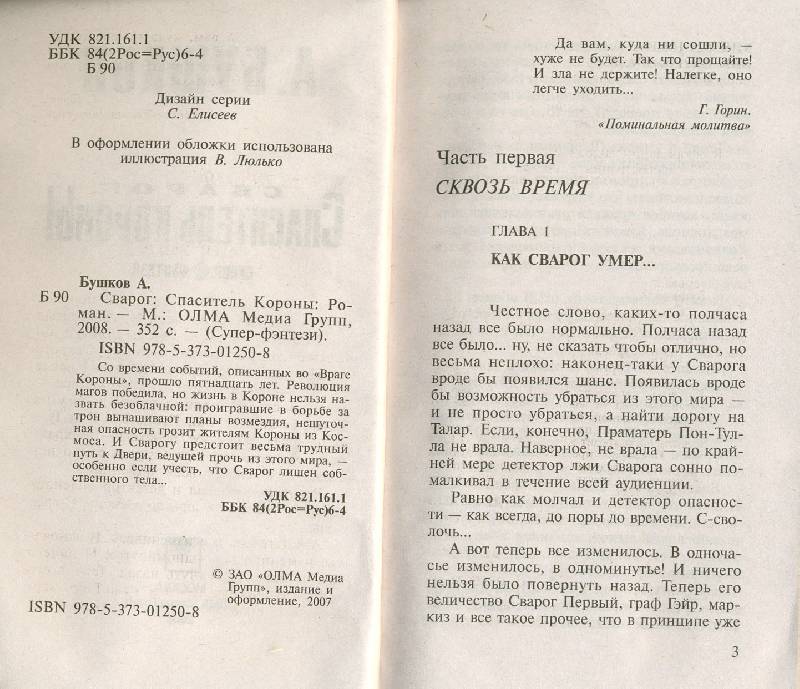 УДК 821.161.1
ББК 84(2Рос=Рус)6-4
Б 90
Дизайн серии
С. Елисеев
В оформлении обложки использована
иллюстрация В. Люлько
Бушков А.
Б 90 Сварог: Спаситель Короны: Ро-
ман. — М.: ОЛМА Медиа Групп,
2008. — 352 с. — (Супер-фэнтези).
ISBN 978-5-373-01250-8
Со времени событий, описанных во «Враге
Короны», прошло пятнадцать лет. Революция
магов победила, но жизнь в Короне нельзя на-
звать безоблачной: проигравшие в борьбе за
трон вынашивают планы возмездия, нешуточ-
ная опасность грозит жителям Короны из Кос-
моса. И Сварогу предстоит весьма трудный
путь к Двери, ведущей прочь из этого мира, —
особенно если учесть, что Сварог лишен соб-
ственного тела...
УДК 821.161.1
ББК 84(2Рос=Рус)6-4
© ЗАО «ОЛМА Медиа
Групп», издание и
оформление, 2007
ISBN 978-5-373-01250-8
Да вам, куда ни сошли, —
хуже не будет. Так что прощайте!
И зла не держите! Налегке, оно
легче уходить...
Г. Горин.
«Поминальная молитва»
Часть первая
СКВОЗЬ ВРЕМЯ
ГЛАВА 1
КАК СВАРОГ УМЕР...
Честное слово, каких-то полчаса
назад все было нормально. Полчаса назад
все было... ну, не сказать чтобы отлично, но
весьма неплохо: наконец-таки у Сварога
вроде бы появился шанс. Появилась вроде
бы возможность убраться из этого мира —
и не просто убраться, а найти дорогу на
Талар. Если, конечно, Праматерь Пон-Тул-
ла не врала. Наверное, не врала — по край-
ней мере детектор лжи Сварога сонно по-
малкивал в течение всей аудиенции.
Равно как молчал и детектор опаснос-
ти — как всегда, до поры до времени. С-сво-
лочь...
А вот теперь все изменилось. В одноча-
сье изменилось, в одноминутье! И ничего
нельзя было повернуть назад. Теперь его
величество Сварог Первый, граф Гэйр, мар-
киз и все такое прочее, что в принципе уже
3